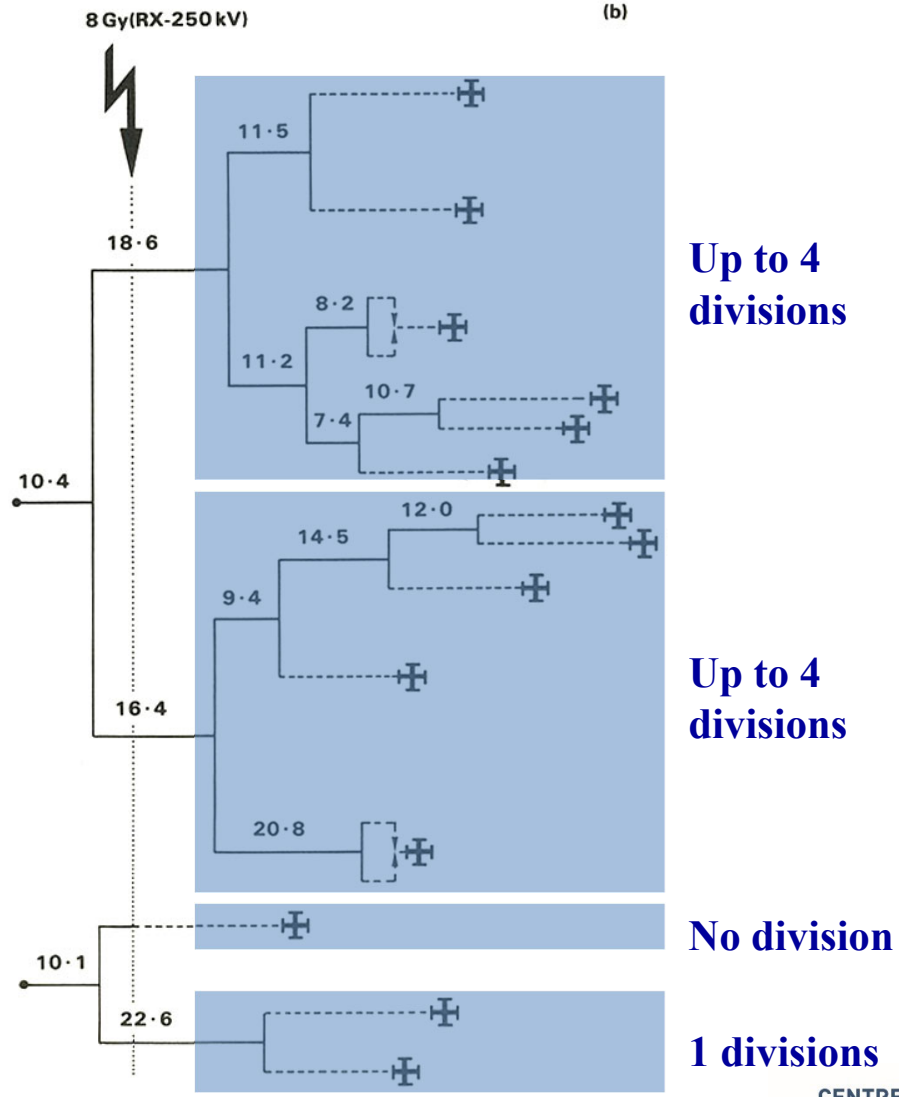 8 Gy(RX-250 kV)
(b)
11·5
18·6
8·2
11·2
10·7
7·4
10·4
Up to 4
divisions
12·0
14·5
9·4
16·4
20·8
Up to 4
divisions
No division
10·1
22·6
1 divisions
CENTRE